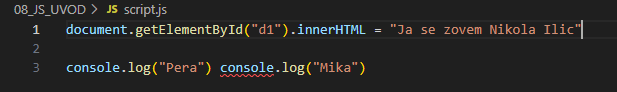 08_JS_UVOD > JS script.js
1 document.getElementById("d1").innerHTML = "Ja se zovem Nikola Ilic"
2
3 console.log("Pera") console.log("Mika")